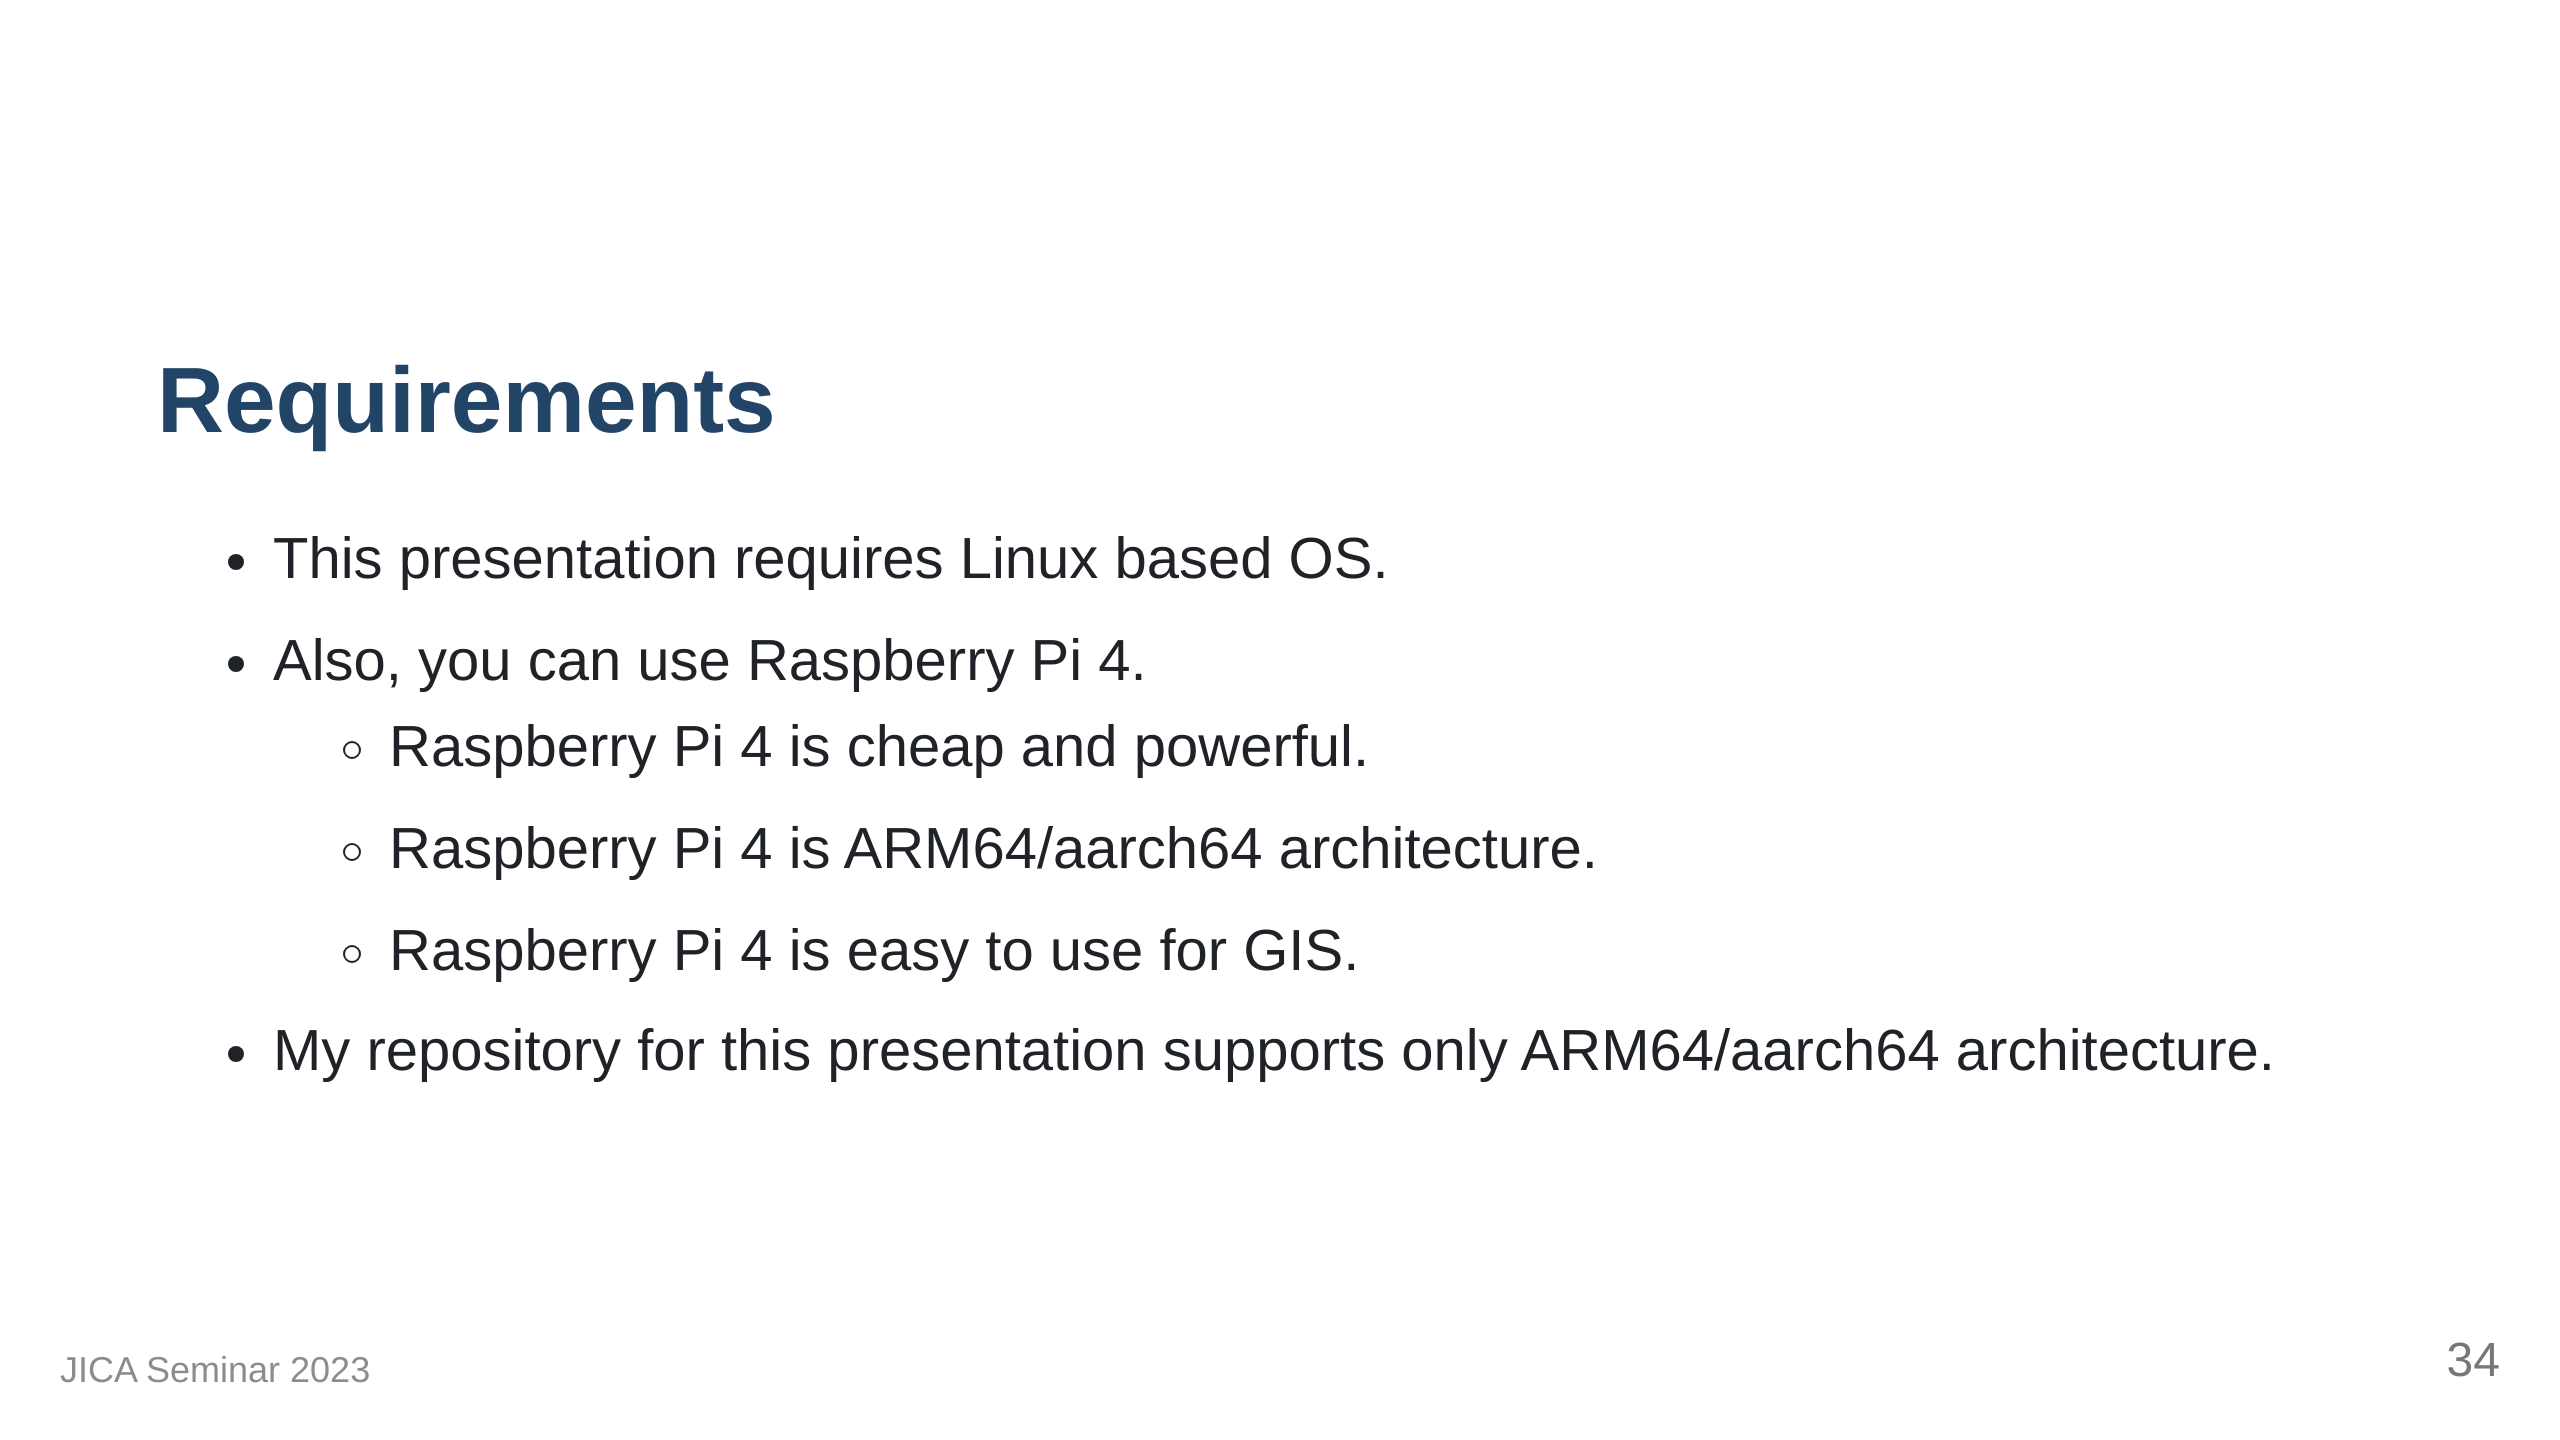 Requirements
This presentation requires Linux based OS.
Also, you can use Raspberry Pi 4.
Raspberry Pi 4 is cheap and powerful.
Raspberry Pi 4 is ARM64/aarch64 architecture.
Raspberry Pi 4 is easy to use for GIS.
My repository for this presentation supports only ARM64/aarch64 architecture.
JICA Seminar 2023
34